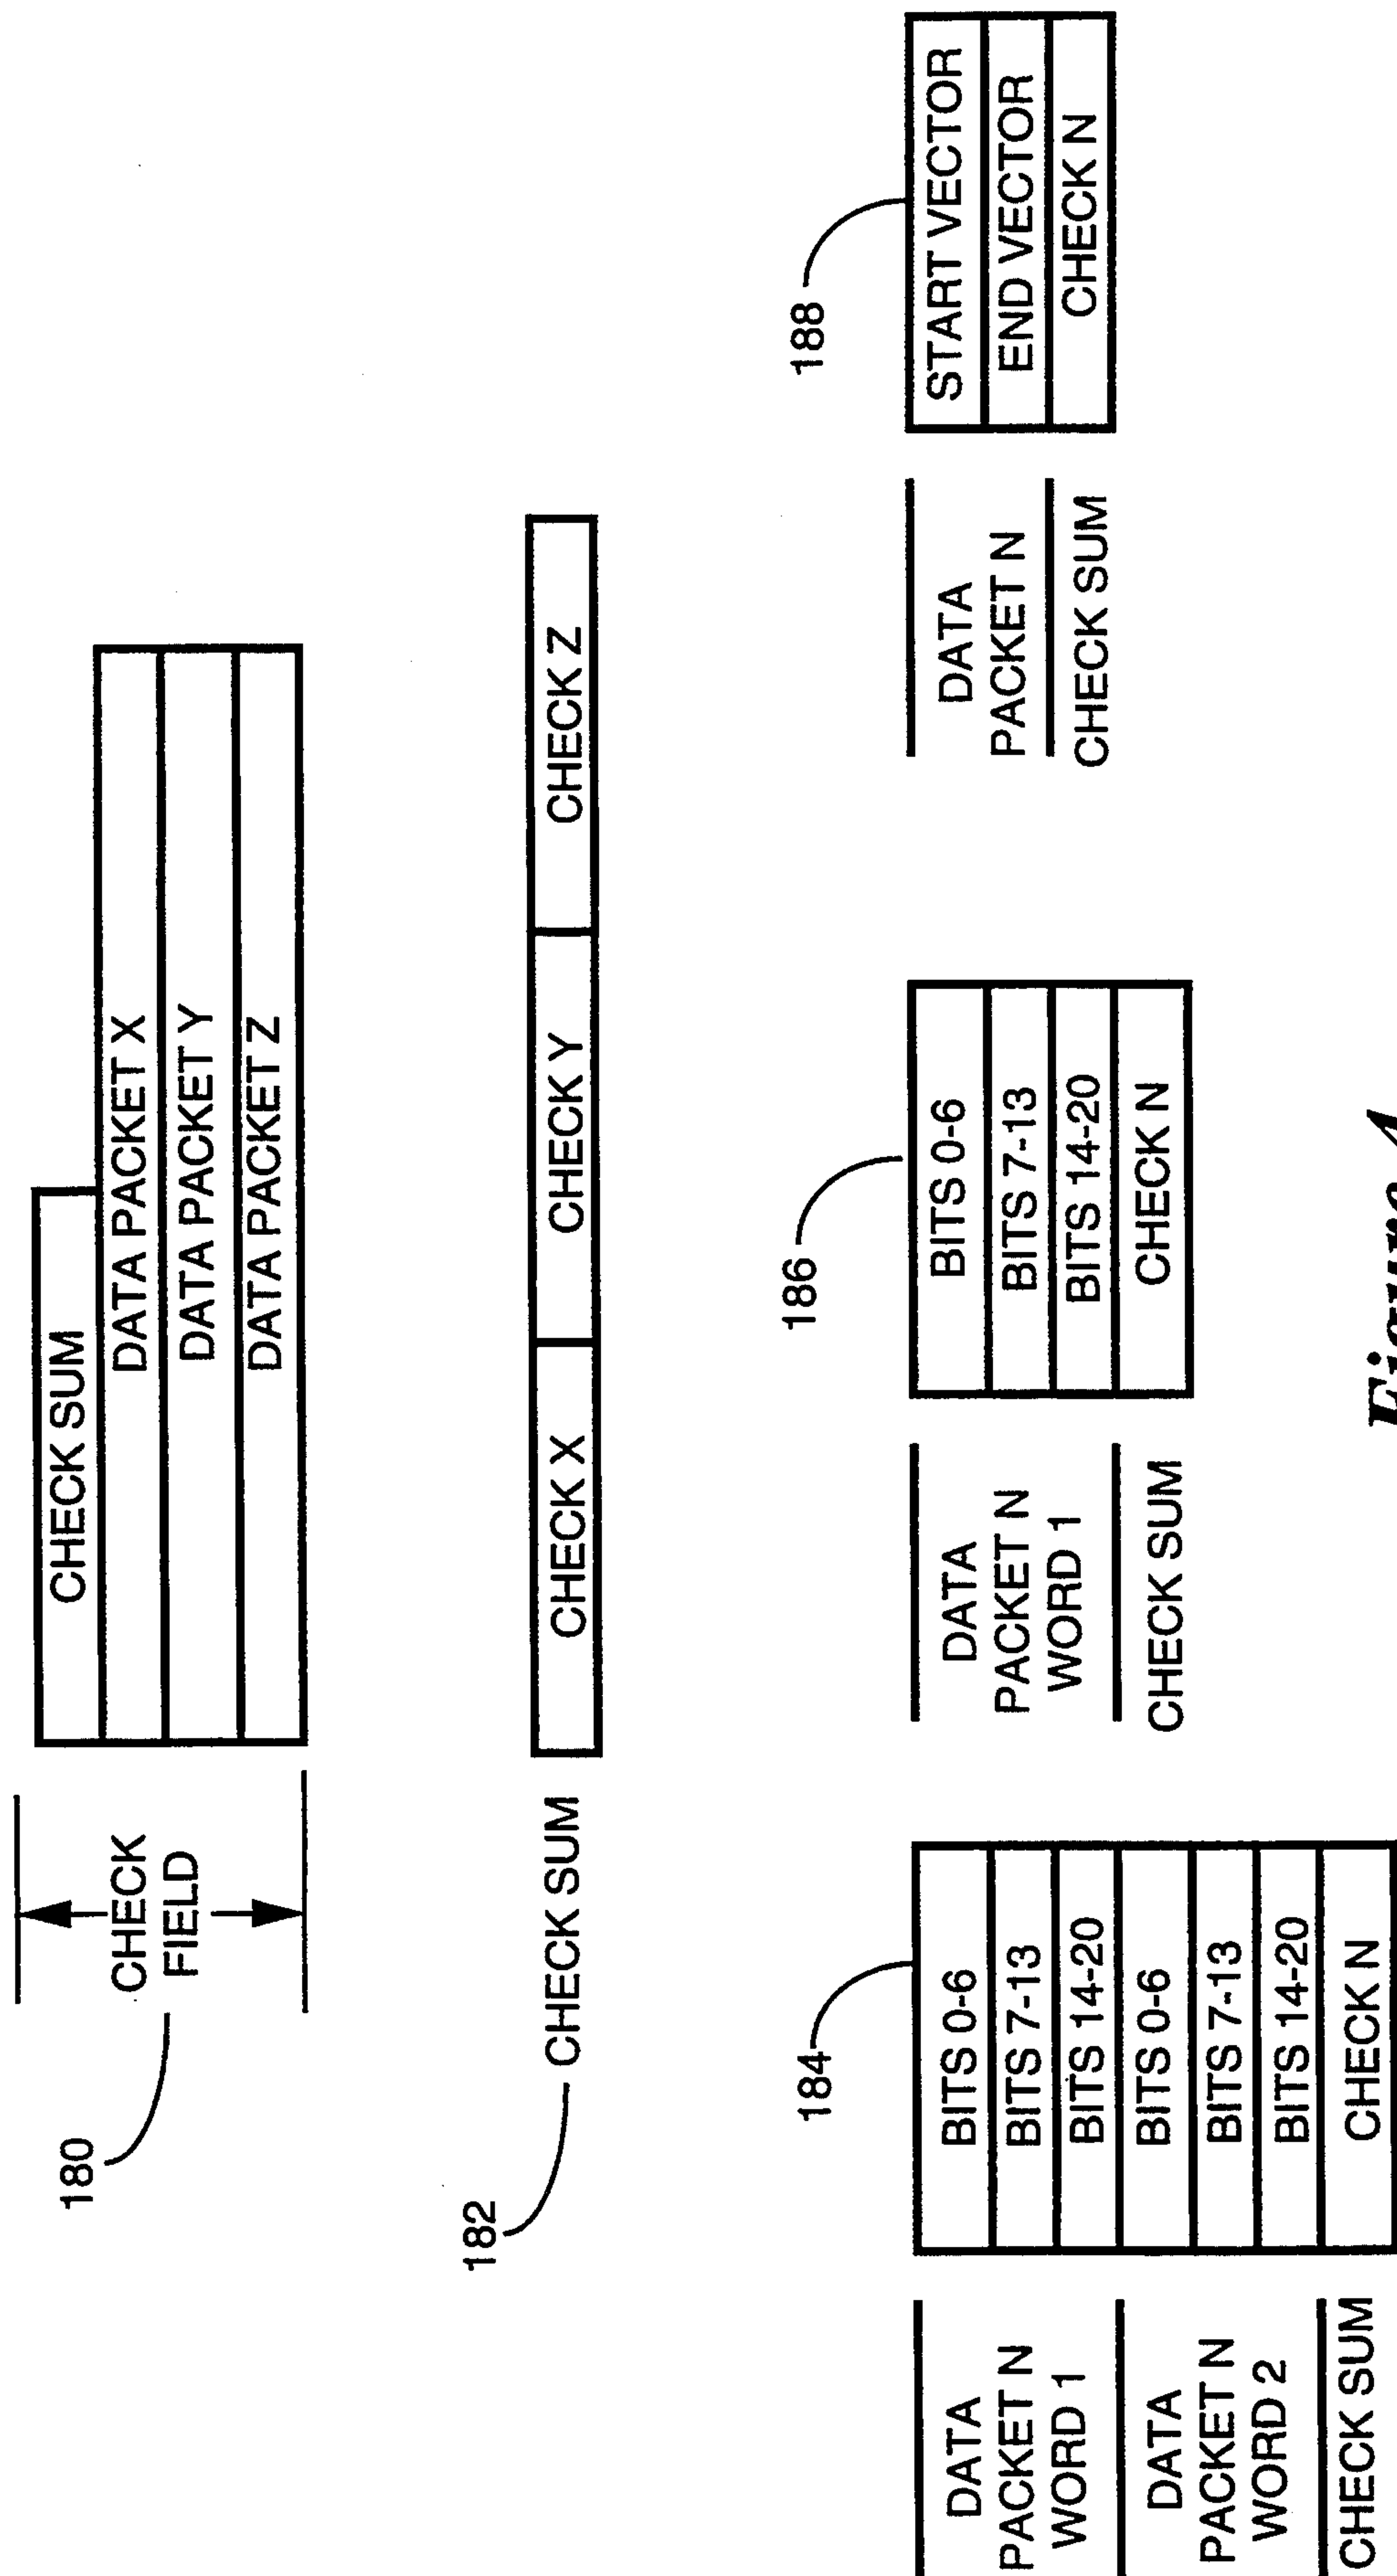 180
CHECK
FIELD
CHECK SUM
DATA PACKET X
DATA PACKET Y
DATA PACKET Z
182
CHECK SUM
CHECK X
CHECK Y
CHECK Z
184
DATA
PACKET N
WORD 1
DATA
PACKET N
WORD 2
CHECK SUM
BITS 0-6
BITS 7-13
BITS 14-20
BITS 0-6
BITS 7-13
BITS 14-20
CHECK N
186
DATA
PACKET N
WORD 1
CHECK SUM
BITS 0-6
BITS 7-13
BITS 14-20
CHECK N
188
DATA
PACKET N
CHECK SUM
START VECTOR
END VECTOR
CHECK N
Figure 4